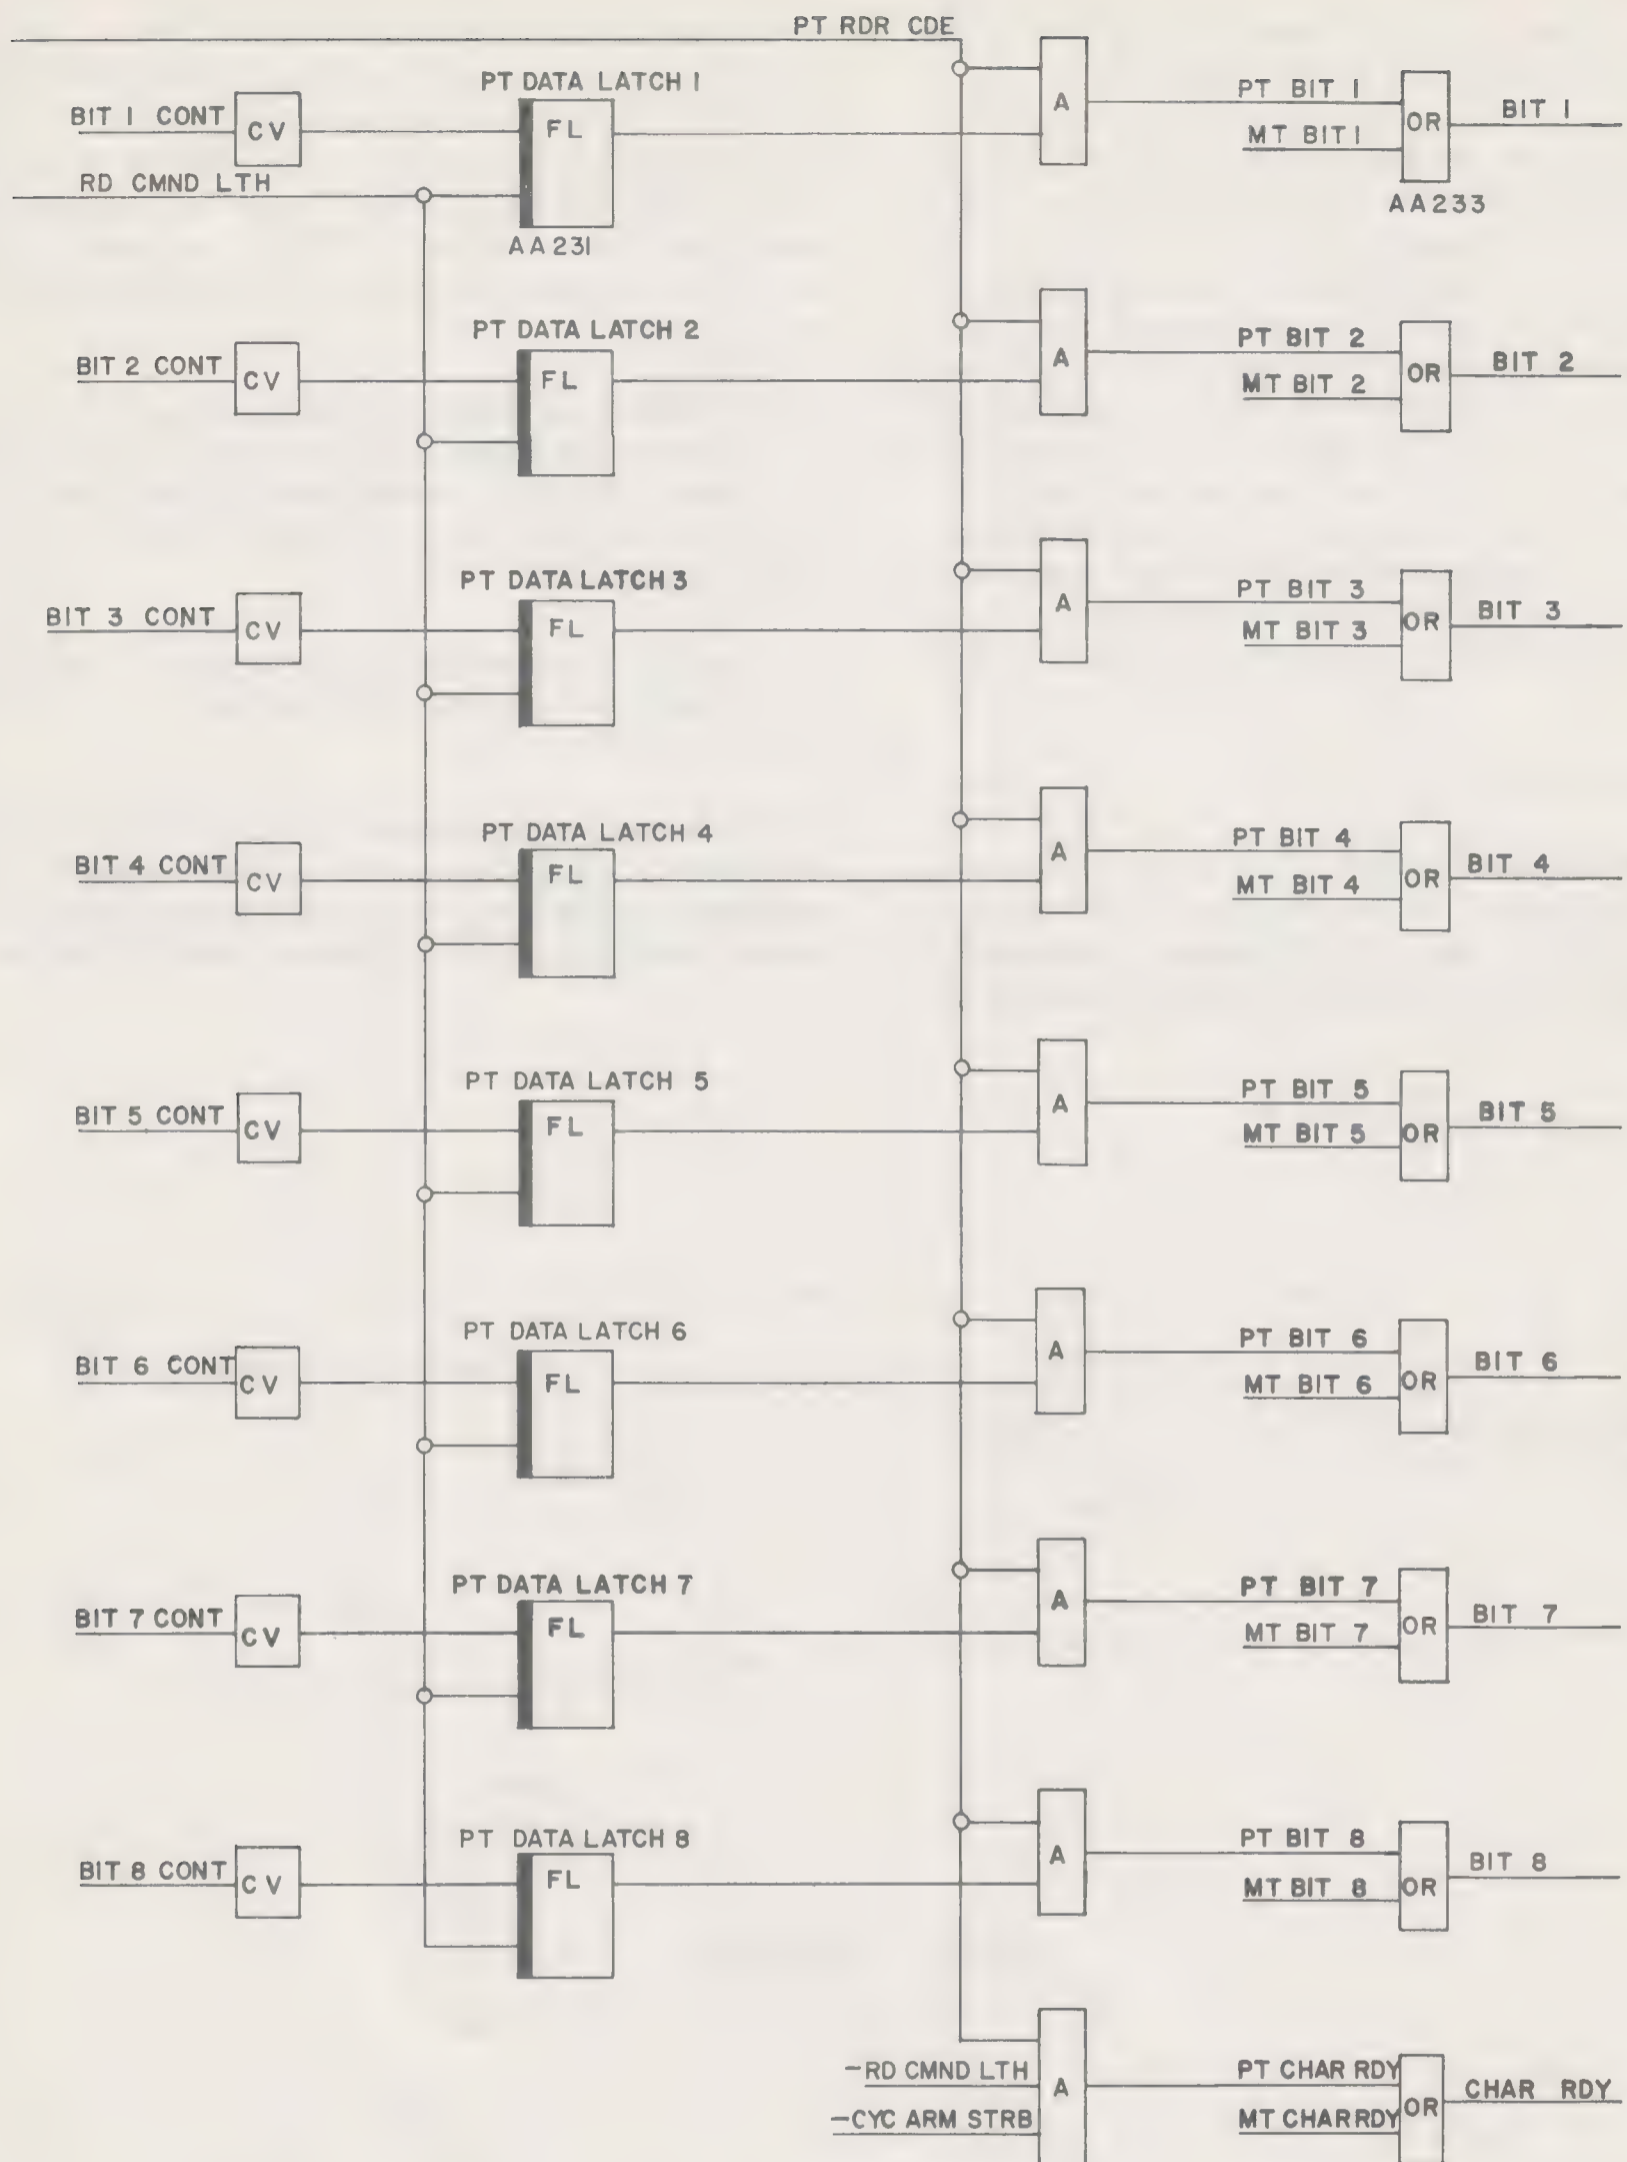 PT RDR CDE
PT DATA LATCH 1
BIT 1 CONT
CV
FL
A
PT BIT 1
MT BIT 1
OR
BIT 1
RD CMND LTH
AA231
AA233
PT DATA LATCH 2
BIT 2 CONT
CV
FL
A
PT BIT 2
MT BIT 2
OR
BIT 2
PT DATA LATCH 3
BIT 3 CONT
CV
FL
A
PT BIT 3
MT BIT 3
OR
BIT 3
PT DATA LATCH 4
BIT 4 CONT
CV
FL
A
PT BIT 4
MT BIT 4
OR
BIT 4
PT DATA LATCH 5
BIT 5 CONT
CV
FL
A
PT BIT 5
MT BIT 5
OR
BIT 5
PT DATA LATCH 6
BIT 6 CONT
CV
FL
A
PT BIT 6
MT BIT 6
OR
BIT 6
PT DATA LATCH 7
BIT 7 CONT
CV
FL
A
PT BIT 7
MT BIT 7
OR
BIT 7
PT DATA LATCH 8
BIT 8 CONT
CV
FL
A
PT BIT 8
MT BIT 8
OR
BIT 8
-RD CMND LTH
-CYC ARM STRB
A
PT CHAR RDY
MT CHAR RDY
OR
CHAR RDY